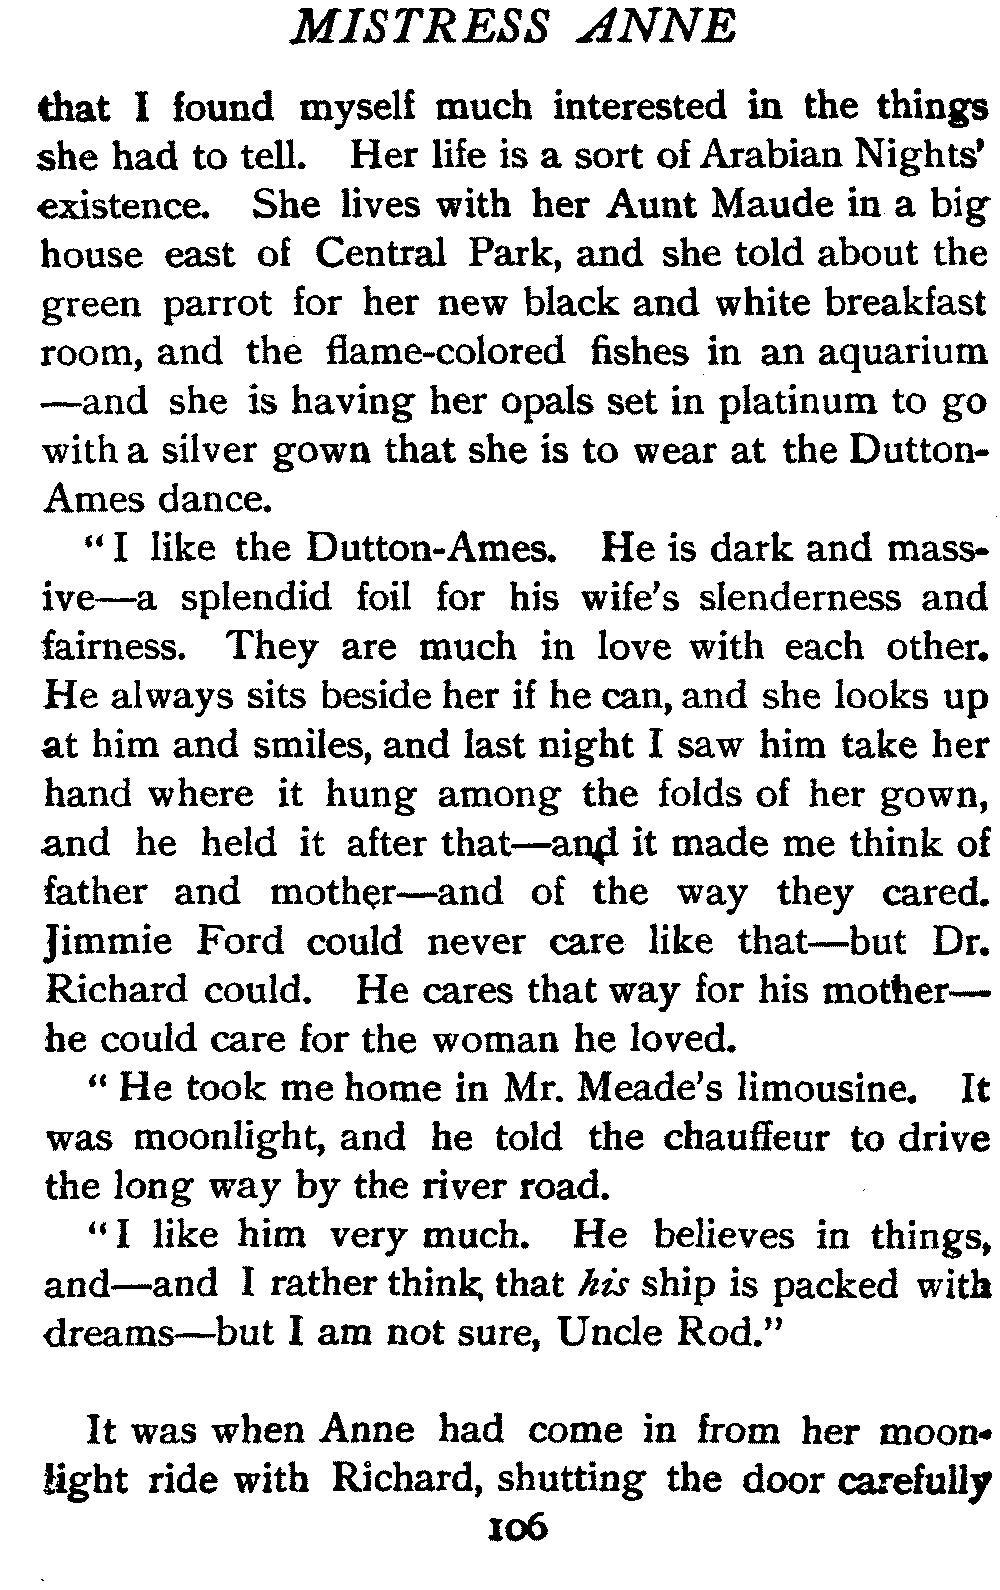 MISTRESS ANNE
that I found myself much interested in the things
she had to tell. Her life is a sort of Arabian Nights'
existence. She lives with her Aunt Maude in a big
house east of Central Park, and she told about the
green parrot for her new black and white breakfast
room, and the flame-colored fishes in an aquarium
—and she is having her opals set in platinum to go
with a silver gown that she is to wear at the Dutton-
Ames dance.
"I like the Dutton-Ames. He is dark and mass-
ive—a splendid foil for his wife's slenderness and
fairness. They are much in love with each other.
He always sits beside her if he can, and she looks up
at him and smiles, and last night I saw him take her
hand where it hung among the folds of her gown,
and he held it after that—and it made me think of
father and mother—and of the way they cared.
Jimmie Ford could never care like that—but Dr.
Richard could. He cares that way for his mother—
he could care for the woman he loved.
"He took me home in Mr. Meade's limousine. It
was moonlight, and he told the chauffeur to drive
the long way by the river road.
"I like him very much. He believes in things,
and—and I rather think, that his ship is packed with
dreams—but I am not sure, Uncle Rod."
It was when Anne had come in from her moon-
light ride with Richard, shutting the door carefully
106